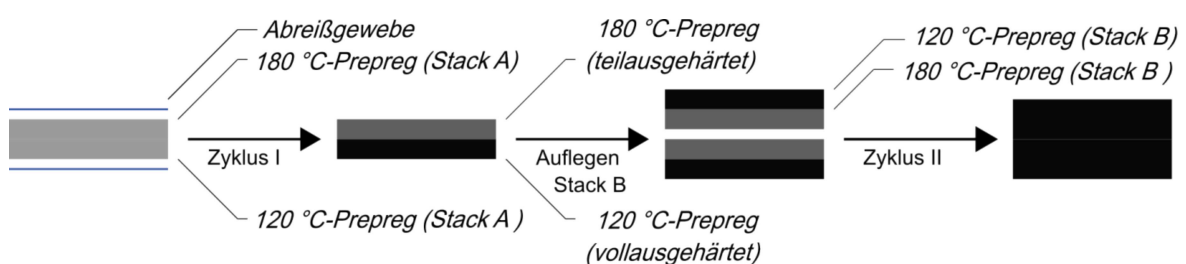 Abreißgewebe
180 °C-Prepreg (Stack A)
Zyklus I
120 °C-Prepreg (Stack A )
180 °C-Prepreg
(teilausgehärtet)
Auflegen
Stack B
120 °C-Prepreg
(vollausgehärtet)
120 °C-Prepreg (Stack B)
180 °C-Prepreg (Stack B )
Zyklus II